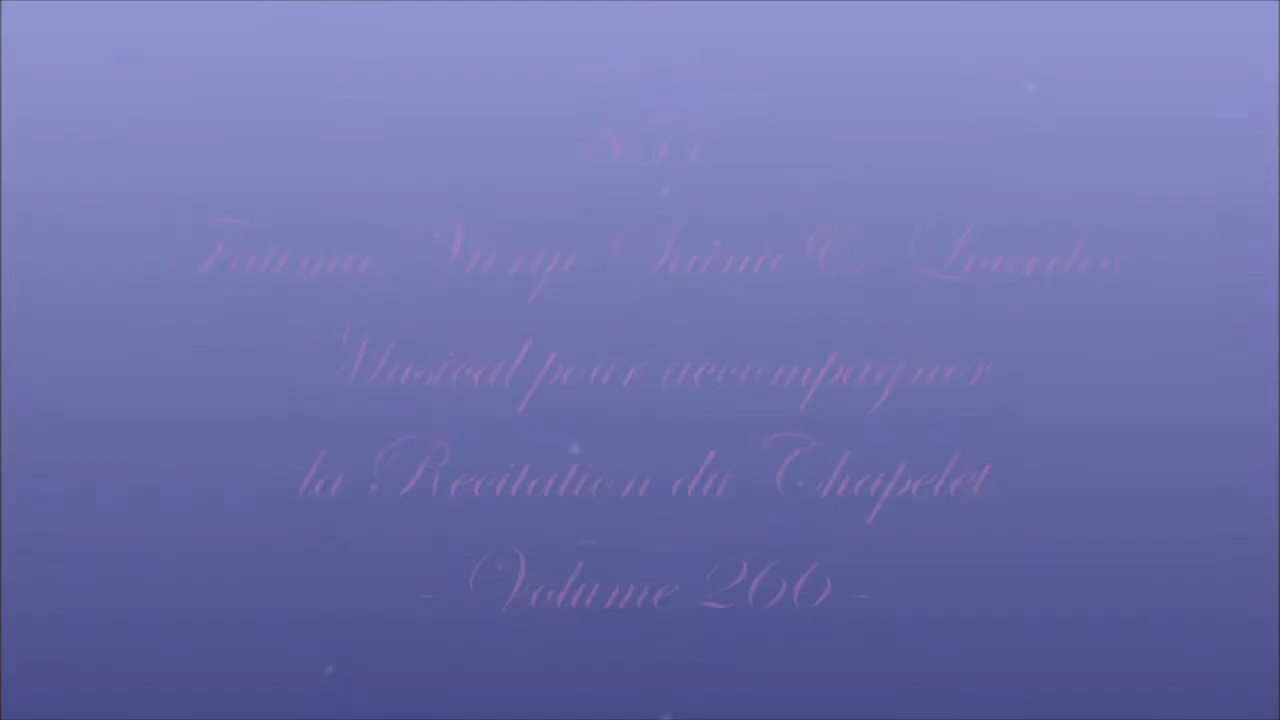 Fatima, Vierge Sainte De Lourdes
Musical pour accompagner
la Recitation du Chapelet
- Volume 266 -